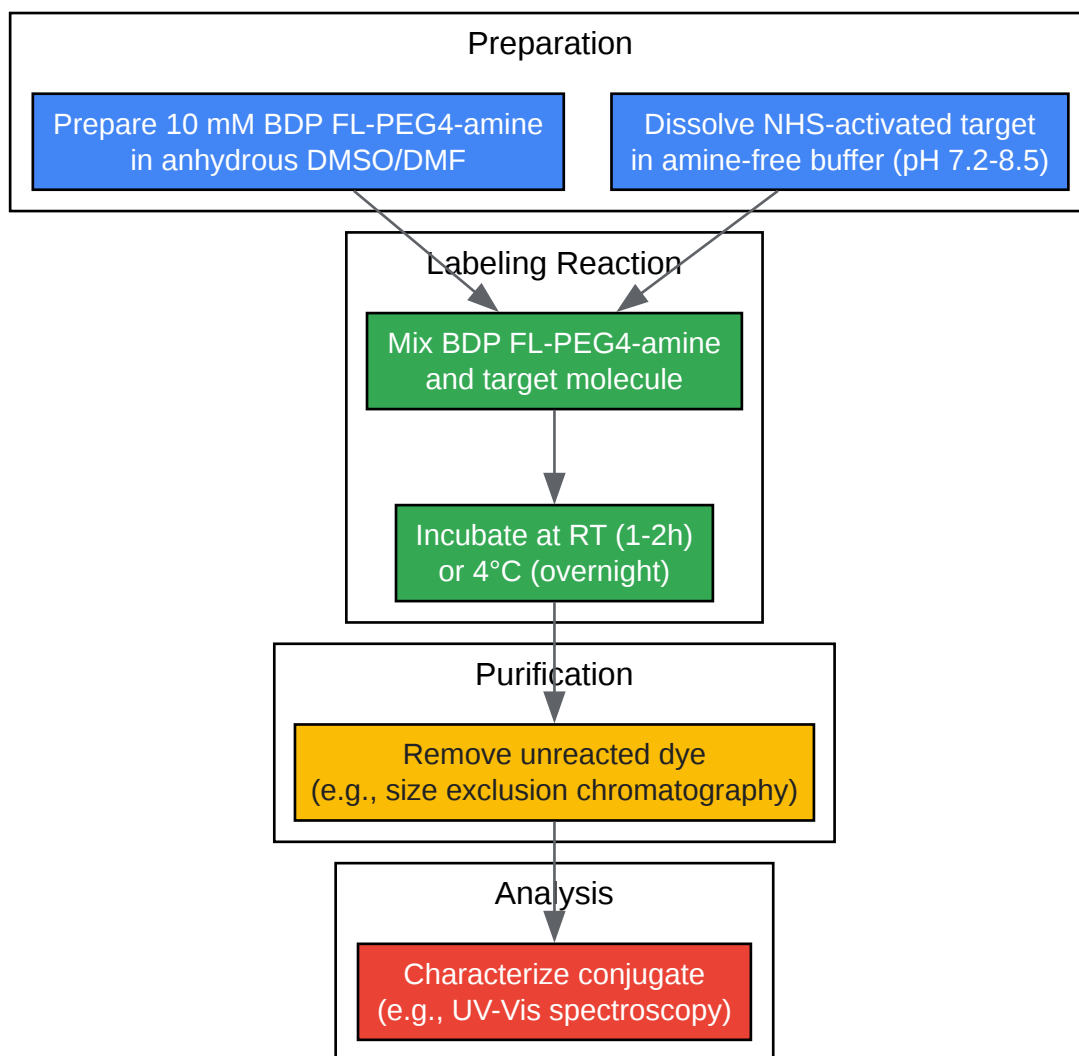 Preparation
Prepare 10 mM BDP FL-PEG4-amine
in anhydrous DMSO/DMF
Dissolve NHS-activated target
in amine-free buffer (pH 7.2-8.5)
Labeling Reaction
Mix BDP FL-PEG4-amine
and target molecule
Incubate at RT (1-2h)
or 4°C (overnight)
Purification
Remove unreacted dye
(e.g., size exclusion chromatography)
Analysis
Characterize conjugate
(e.g., UV-Vis spectroscopy)